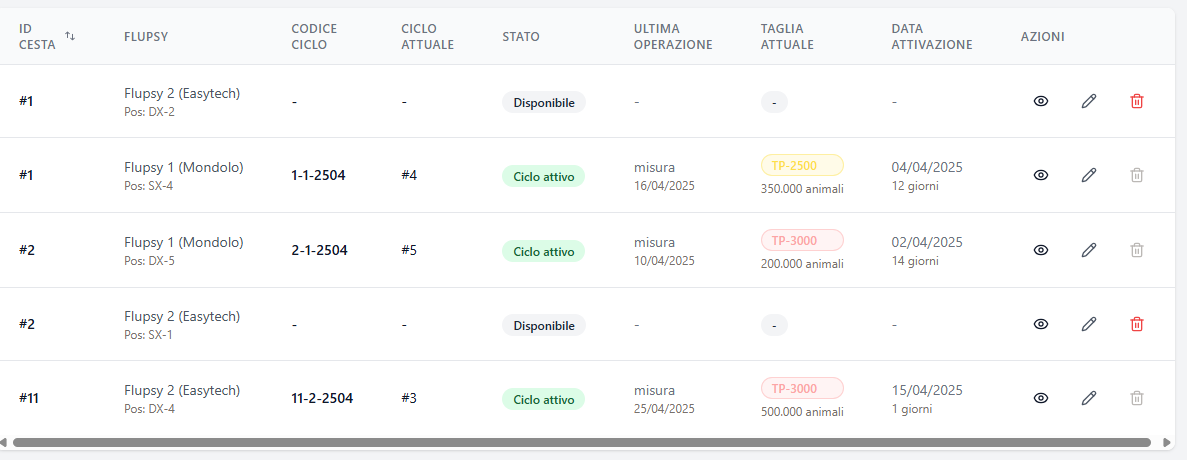 ID CESTA FLUPSY CODICE CICLO CICLO ATTUALE STATO ULTIMA OPERAZIONE TAGLIA ATTUALE DATA ATTIVAZIONE AZIONI
#1 Flupsy 2 (Easytech) - - Disponibile - - -
Pos: DX-2
#1 Flupsy 1 (Mondolo) 1-1-2504 #4 Ciclo attivo misura TP-2500 04/04/2025
Pos: SX-4 16/04/2025 350.000 animali 12 giorni
#2 Flupsy 1 (Mondolo) 2-1-2504 #5 Ciclo attivo misura TP-3000 02/04/2025
Pos: DX-5 10/04/2025 200.000 animali 14 giorni
#2 Flupsy 2 (Easytech) - - Disponibile - - -
Pos: SX-1
#11 Flupsy 2 (Easytech) 11-2-2504 #3 Ciclo attivo misura TP-3000 15/04/2025
Pos: DX-4 25/04/2025 500.000 animali 1 giorni